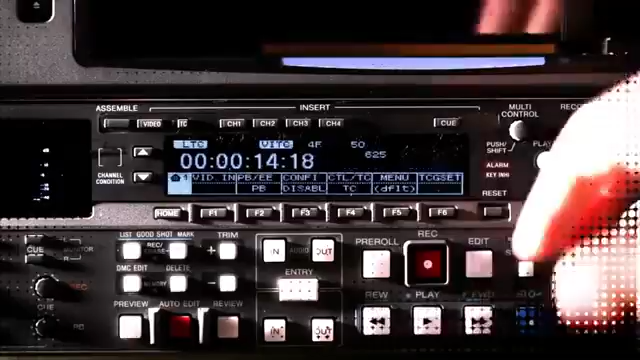 ASSEMBLE
INSERT
MULTI
CONTROL
VIDEO
TC
CH1
CH2
CH3
CH4
CUE
PUSH/
SHIFT
CHANNEL
CONDITION
LTC
VITC
4F
50
00:00:14:18
625
ALARM
KEY INH
1
VID. IN
PB/EE
CONFI
CTL/TC
MENU
TCGSET
PB
DISABL
TC
(dflt)
RESET
HOME
F1
F2
F3
F4
F5
F6
LIST
GOOD SHOT
MARK
TRIM
CUE
REC/
+
IN
AUDIO
OUT
PREROLL
REC
EDIT
DMC EDIT
DELETE
-
ENTRY
CUE
PREVIEW
AUTO EDIT
REVIEW
IN
OUT
REW
PLAY